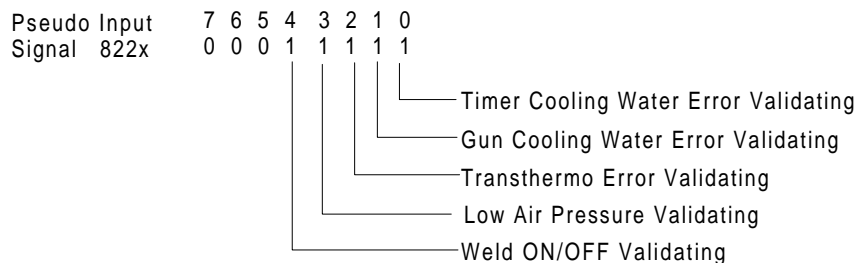 Pseudo Input 7 6 5 4 3 2 1 0
Signal 822x 0 0 0 1 1 1 1 1
Timer Cooling Water Error Validating
Gun Cooling Water Error Validating
Transthermo Error Validating
Low Air Pressure Validating
Weld ON/OFF Validating